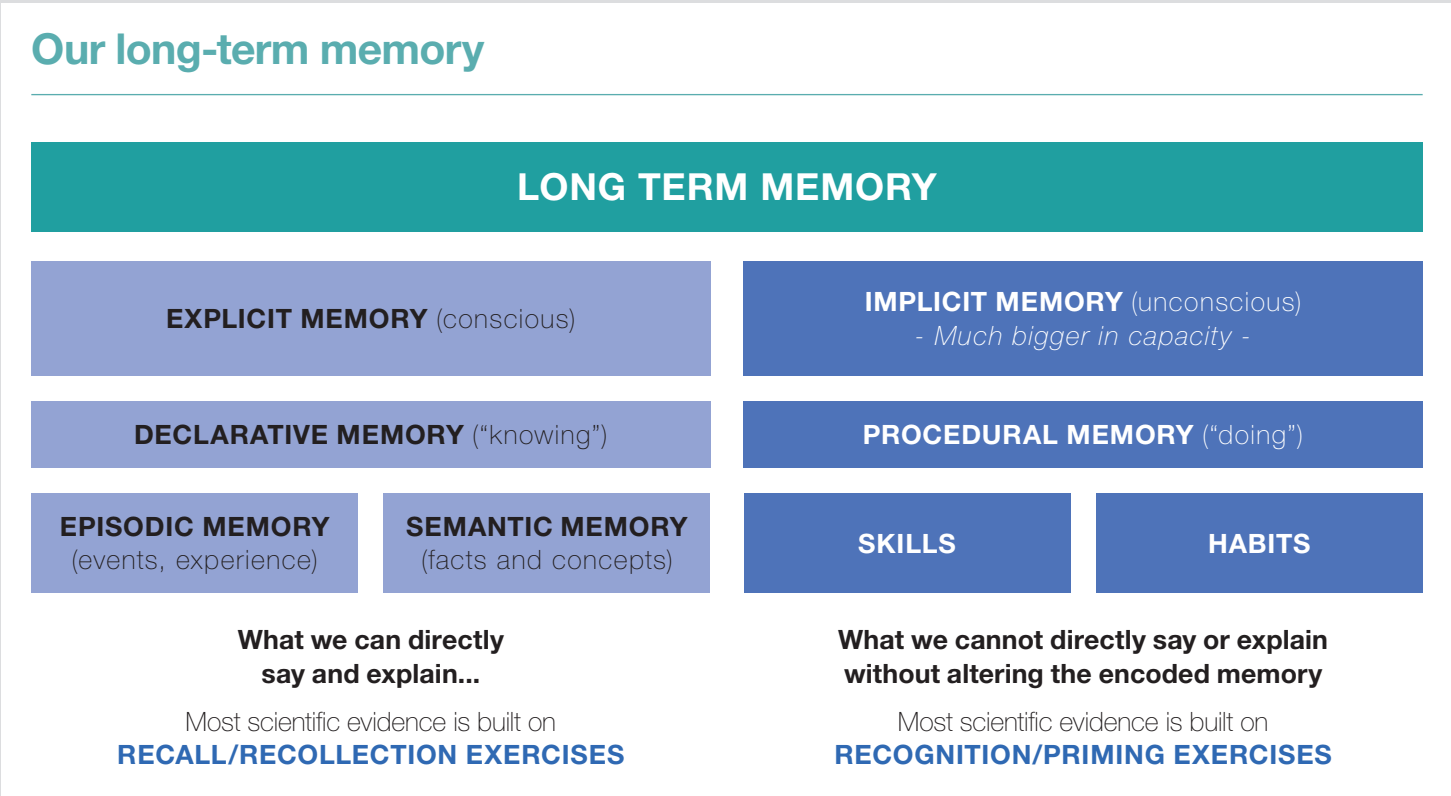 Our long-term memory
LONG TERM MEMORY
EXPLICIT MEMORY (conscious)
IMPLICIT MEMORY (unconscious)
- Much bigger in capacity -
DECLARATIVE MEMORY (“knowing”)
PROCEDURAL MEMORY (“doing”)
EPISODIC MEMORY
(events, experience)
SEMANTIC MEMORY
(facts and concepts)
SKILLS
HABITS
What we can directly
say and explain...
Most scientific evidence is built on
RECALL/RECOLLECTION EXERCISES
What we cannot directly say or explain
without altering the encoded memory
Most scientific evidence is built on
RECOGNITION/PRIMING EXERCISES